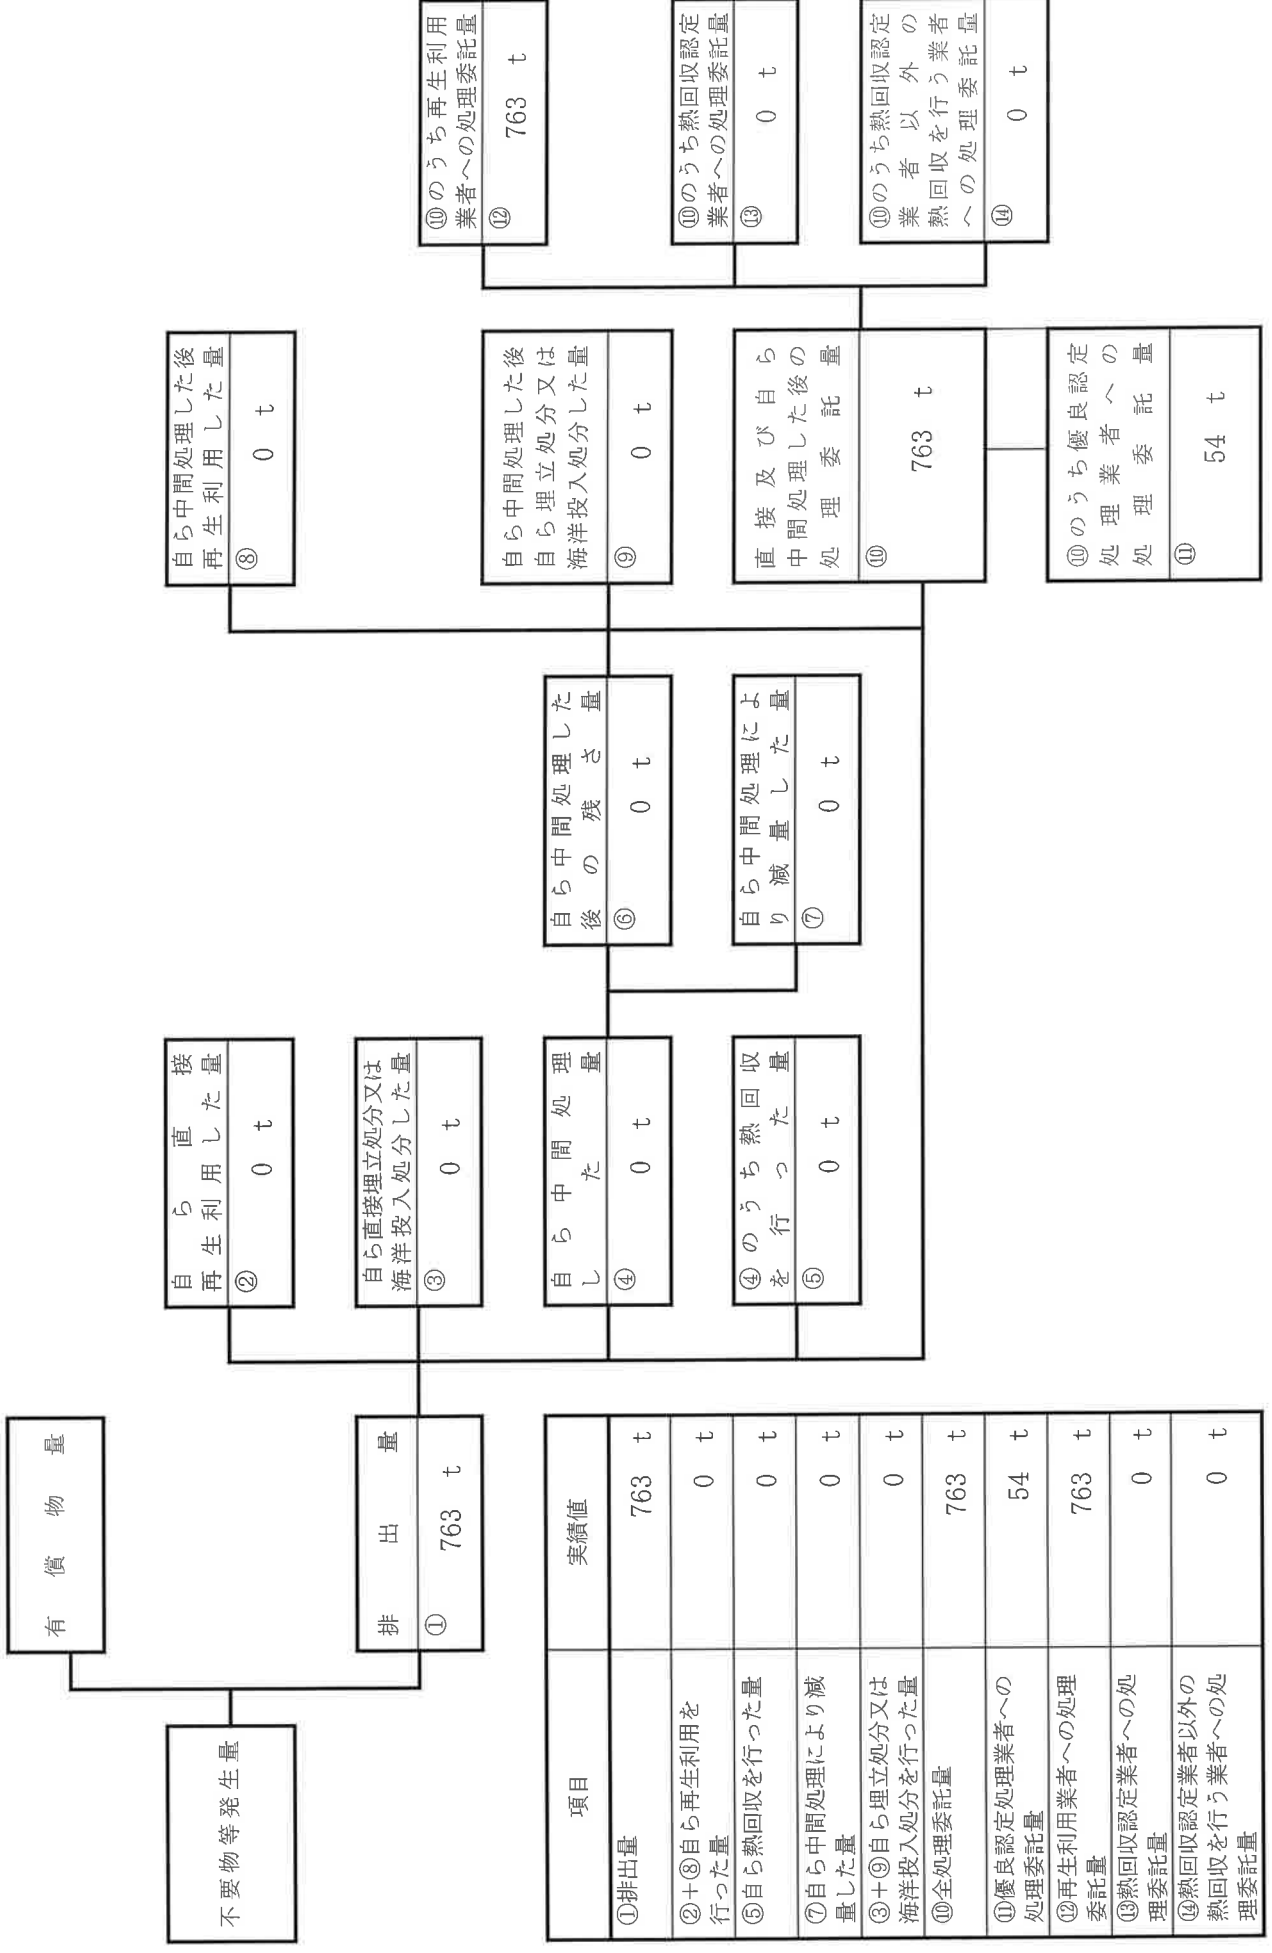 不要物等発生量
有償物量
排出量
① 763 t
自ら直接
再生利用した量
② 0 t
自ら直接埋立処分又は
海洋投入処分した量
③ 0 t
自ら中間処理
した量
④ 0 t
④のうち熱回収
を行った量
⑤ 0 t
自ら中間処理した
後の残さ量
⑥ 0 t
自ら中間処理によ
り減量した量
⑦ 0 t
自ら中間処理した後
再生利用した量
⑧ 0 t
自ら中間処理した後
自ら埋立処分又は
海洋投入処分した量
⑨ 0 t
直接及び自ら
中間処理した後の
処理委託量
⑩ 763 t
⑩のうち優良認定
処理業者への
処理委託量
⑪ 54 t
⑩のうち再生利用
業者への処理委託量
⑫ 763 t
⑩のうち熱回収認定
業者への処理委託量
⑬ 0 t
⑩のうち熱回収認定
業者以外の
熱回収を行う業者
への処理委託量
⑭ 0 t
項目 実績値
①排出量 763 t
②+⑧自ら再生利用を
行った量 0 t
⑤自ら熱回収を行った量 0 t
⑦自ら中間処理により減
量した量 0 t
③+⑨自ら埋立処分又は
海洋投入処分を行った量 0 t
⑩全処理委託量 763 t
⑪優良認定処理業者への
処理委託量 54 t
⑫再生利用業者への処理
委託量 763 t
⑬熱回収認定業者への処
理委託量 0 t
⑭熱回収認定業者以外の
熱回収を行う業者への処
理委託量 0 t